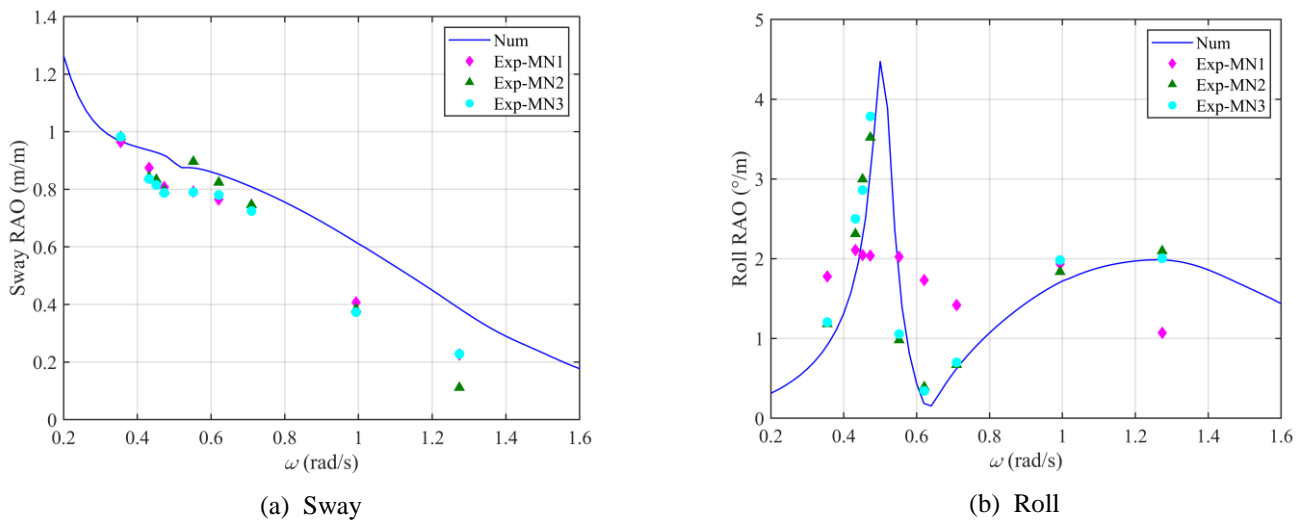 1.4
1.2
1
0.8
0.6
0.4
0.2
0
Sway RAO (m/m)
Num
Exp-MN1
Exp-MN2
Exp-MN3
0.2 0.4 0.6 0.8 1 1.2 1.4 1.6
ω (rad/s)
(a) Sway
5
4
3
2
1
0
Roll RAO (°/m)
Num
Exp-MN1
Exp-MN2
Exp-MN3
0.2 0.4 0.6 0.8 1 1.2 1.4 1.6
ω (rad/s)
(b) Roll